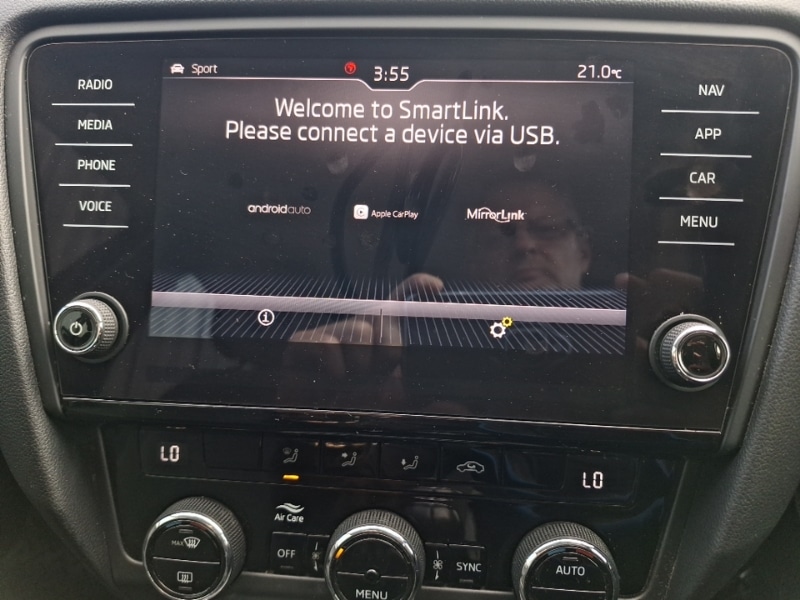 RADIO
MEDIA
PHONE
VOICE
Sport
3:55
21.0°C
Welcome to SmartLink.
Please connect a device via USB.
androidauto
Apple CarPlay
MirrorLink
i
NAV
APP
CAR
MENU
LO
LO
Air Care
MAX
OFF
MENU
SYNC
AUTO